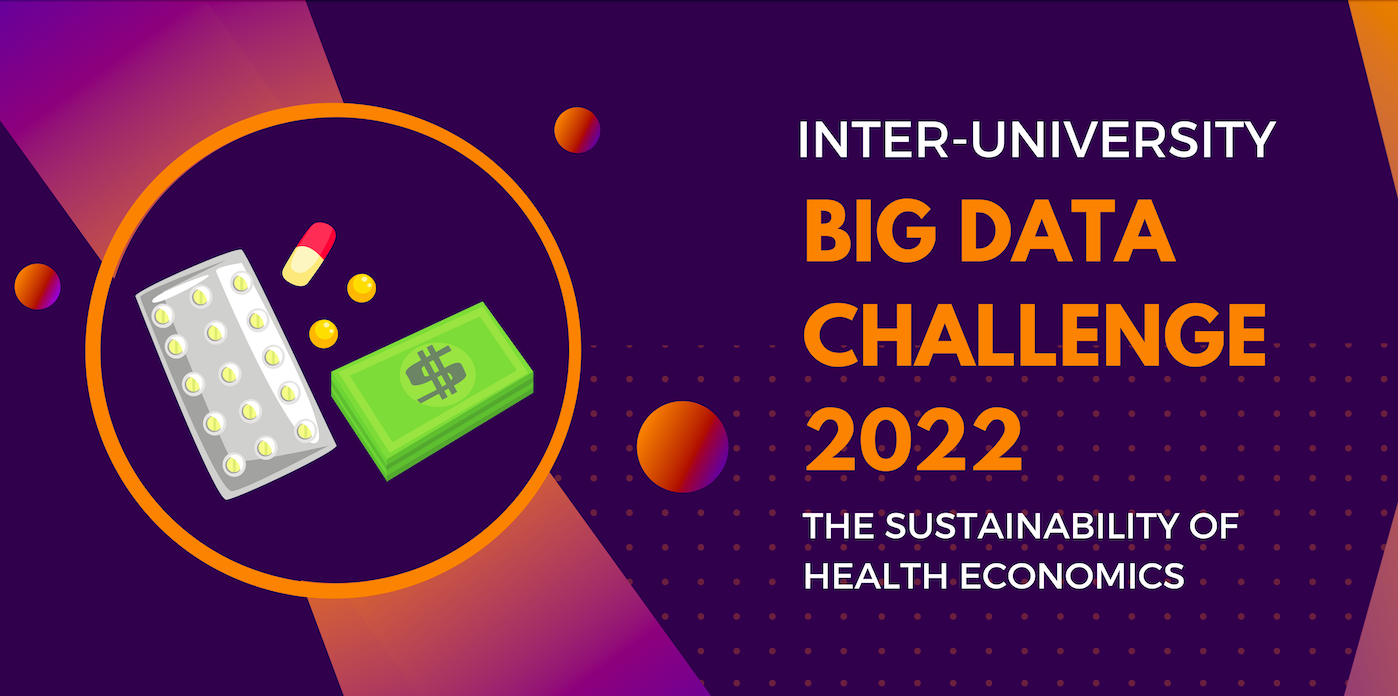 INTER-UNIVERSITY
BIG DATA
CHALLENGE
2022
THE SUSTAINABILITY OF
HEALTH ECONOMICS
$